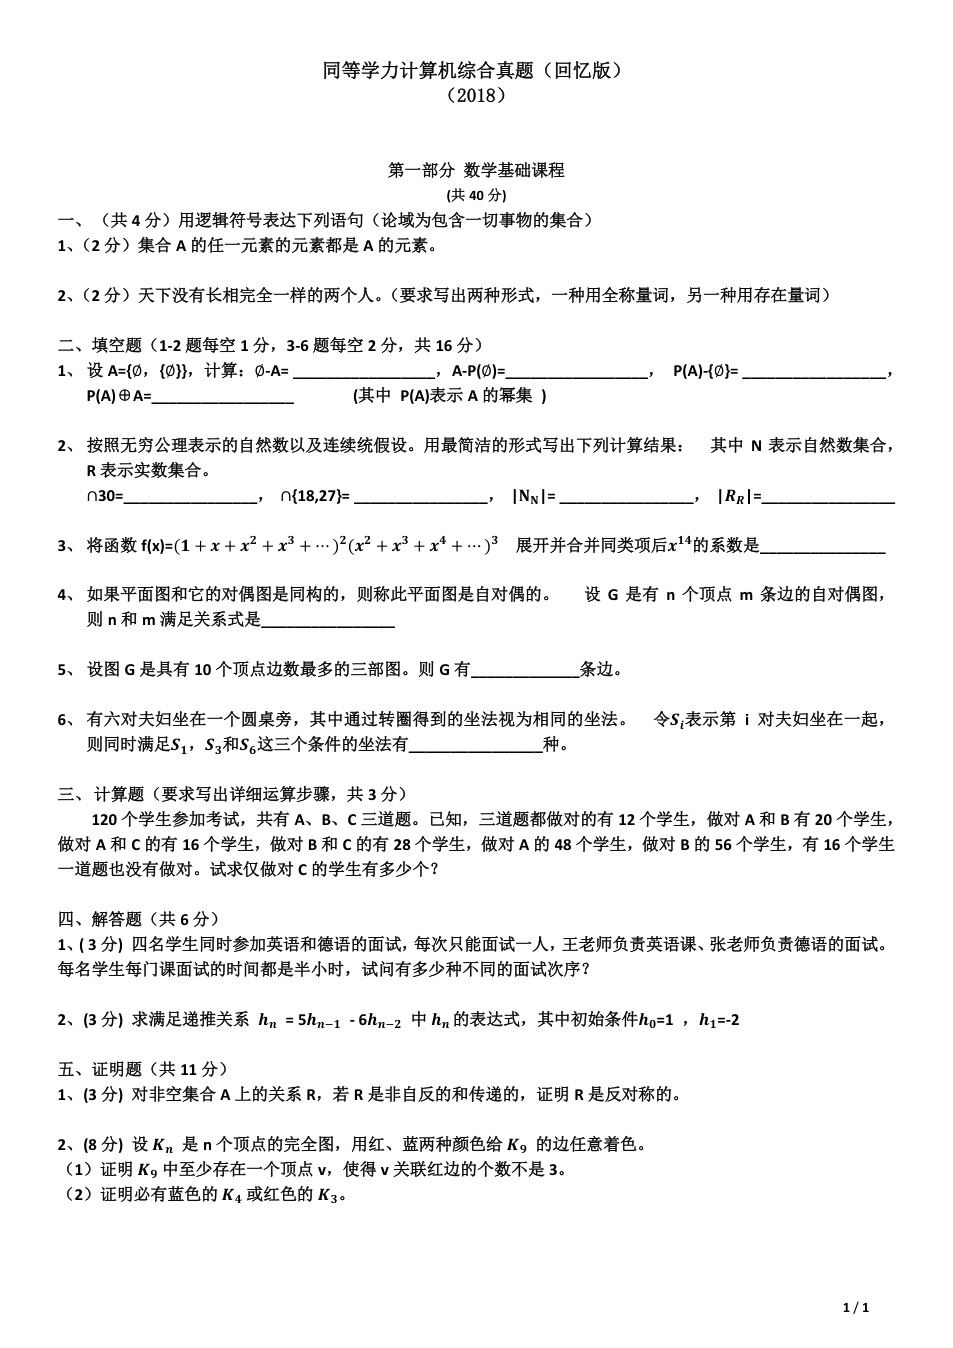 同等学力计算机综合真题（回忆版）
（2018）
第一部分 数学基础课程
(共 40 分)
一、（共 4 分）用逻辑符号表达下列语句（论域为包含一切事物的集合）
1、（2 分）集合 A 的任一元素的元素都是 A 的元素。
2、（2 分）天下没有长相完全一样的两个人。（要求写出两种形式，一种用全称量词，另一种用存在量词）
二、填空题（1-2 题每空 1 分，3-6 题每空 2 分，共 16 分）
1、 设 A={∅，{∅}}，计算：∅-A= _________________，A-P(∅)=_________________， P(A)-{∅}= _________________，
P(A)⊕A=_________________ (其中 P(A)表示 A 的幂集 )
2、 按照无穷公理表示的自然数以及连续统假设。用最简洁的形式写出下列计算结果： 其中 N 表示自然数集合，
R 表示实数集合。
∩30=________________， ∩{18,27}= ________________， |N_N|= ________________， |R_R|=________________
3、 将函数 f(x)=(1 + x + x² + x³ + ⋯ )²(x² + x³ + x⁴ + ⋯ )³ 展开并合并同类项后x¹⁴的系数是_______________
4、 如果平面图和它的对偶图是同构的，则称此平面图是自对偶的。 设 G 是有 n 个顶点 m 条边的自对偶图，
则 n 和 m 满足关系式是________________
5、 设图 G 是具有 10 个顶点边数最多的三部图。则 G 有_____________条边。
6、 有六对夫妇坐在一个圆桌旁，其中通过转圈得到的坐法视为相同的坐法。 令Sᵢ表示第 i 对夫妇坐在一起，
则同时满足S₁，S₃和S₆这三个条件的坐法有________________种。
三、 计算题（要求写出详细运算步骤，共 3 分）
120 个学生参加考试，共有 A、B、C 三道题。已知，三道题都做对的有 12 个学生，做对 A 和 B 有 20 个学生，
做对 A 和 C 的有 16 个学生，做对 B 和 C 的有 28 个学生，做对 A 的 48 个学生，做对 B 的 56 个学生，有 16 个学生
一道题也没有做对。试求仅做对 C 的学生有多少个？
四、解答题（共 6 分）
1、( 3 分) 四名学生同时参加英语和德语的面试，每次只能面试一人，王老师负责英语课、张老师负责德语的面试。
每名学生每门课面试的时间都是半小时，试问有多少种不同的面试次序？
2、(3 分) 求满足递推关系 hₙ = 5hₙ₋₁ - 6hₙ₋₂ 中 hₙ 的表达式，其中初始条件h₀=1 ，h₁=-2
五、证明题（共 11 分）
1、(3 分) 对非空集合 A 上的关系 R，若 R 是非自反的和传递的，证明 R 是反对称的。
2、(8 分) 设 Kₙ 是 n 个顶点的完全图，用红、蓝两种颜色给 K₉ 的边任意着色。
（1）证明 K₉ 中至少存在一个顶点 v，使得 v 关联红边的个数不是 3。
（2）证明必有蓝色的 K₄ 或红色的 K₃。
1 / 1